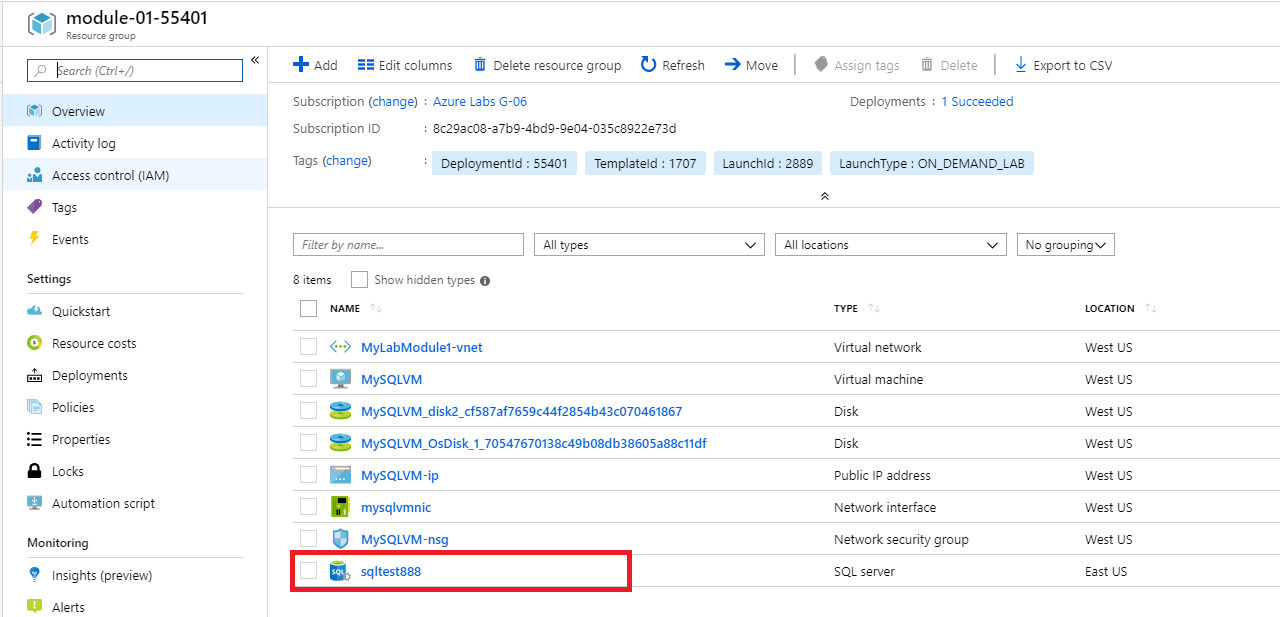 module-01-55401
Resource group
Search (Ctrl+/)
«
Overview
Activity log
Access control (IAM)
Tags
Events
Settings
Quickstart
Resource costs
Deployments
Policies
Properties
Locks
Automation script
Monitoring
Insights (preview)
Alerts
Add Edit columns Delete resource group Refresh Move Assign tags Delete Export to CSV
Subscription (change) : Azure Labs G-06 Deployments : 1 Succeeded
Subscription ID : 8c29ac08-a7b9-4bd9-9e04-035c8922e73d
Tags (change) : DeploymentId : 55401 TemplateId : 1707 LaunchId : 2889 LaunchType : ON_DEMAND_LAB
Filter by name... All types All locations No grouping
8 items Show hidden types
NAME TYPE LOCATION
MyLabModule1-vnet Virtual network West US
MySQLVM Virtual machine West US
MySQLVM_disk2_cf587af7659c44f2854b43c070461867 Disk West US
MySQLVM_OsDisk_1_70547670138c49b08db38605a88c11df Disk West US
MySQLVM-ip Public IP address West US
mysqlvmnic Network interface West US
MySQLVM-nsg Network security group West US
SQL sqltest888 SQL server East US